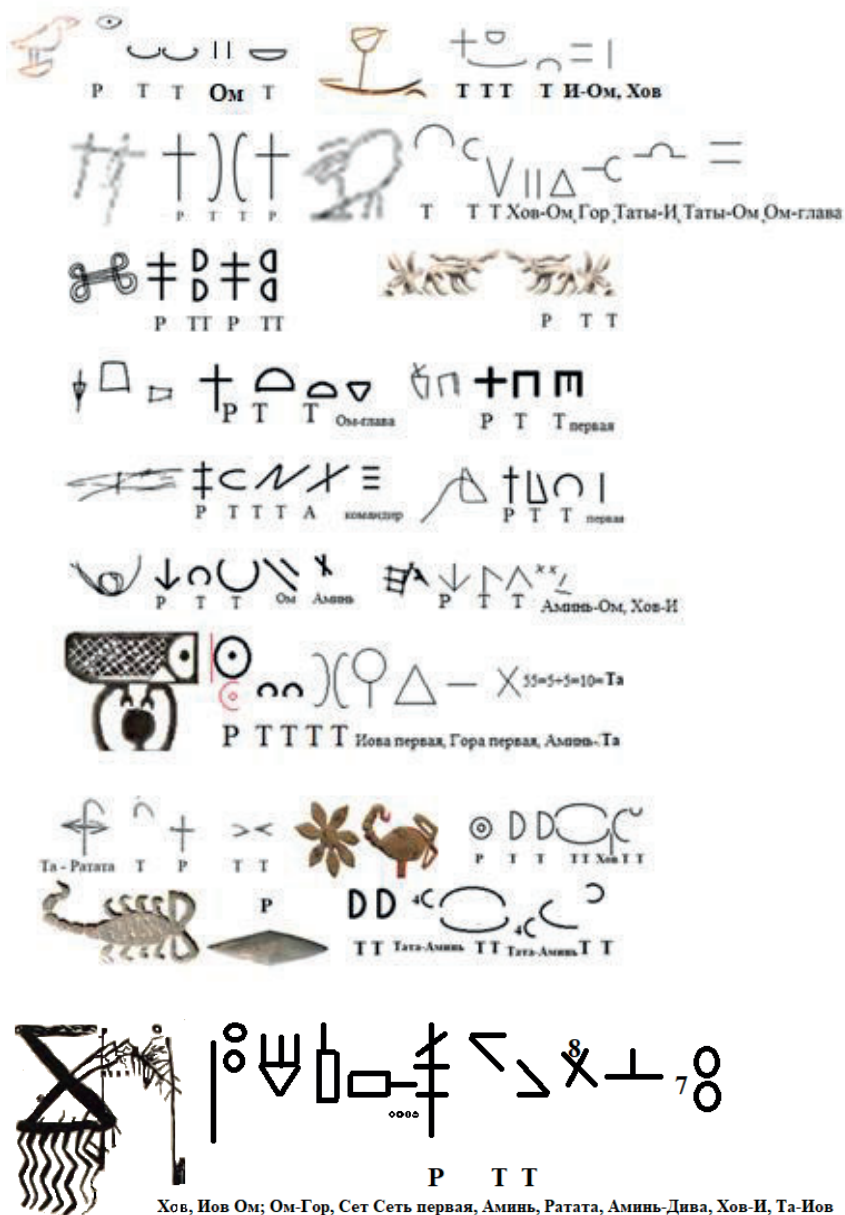 Р Т Т Ом Т
Т Т Т Т И-Ом, Хов
Р Т Т Р
Т Т Т Хов-Ом, Гор, Таты-И, Таты-Ом, Ом-глава
Р ТТ Р ТТ
Р Т Т
Р Т Т Ом-глава
Р Т Т первая
Р Т Т Т А командер
Р Т Т первая
Р Т Т Ом Аминь
Р Т Т Аминь-Ом, Хов-И
55=5+5=10=Та
Р Т Т Т Т Иова первая, Гора первая, Аминь-Та
Та - Ратата Т Р Т Т
Р Т Т ТТ Хов Т Т
Р
4 4
Т Т Тата-Аминь Т Т Тата-Аминь Т Т
8
7
Р Т Т
Хов, Иов Ом; Ом-Гор, Сет Сеть первая, Аминь, Ратата, Аминь-Дива, Хов-И, Та-Иов